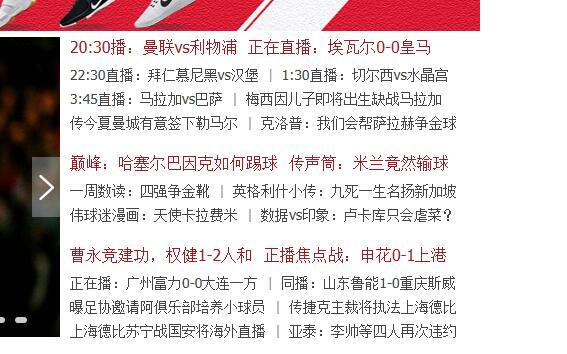 20:30播：曼联vs利物浦 正在直播：埃瓦尔0-0皇马
22:30直播：拜仁慕尼黑vs汉堡 | 1:30直播：切尔西vs水晶宫
3:45直播：马拉加vs巴萨 | 梅西因儿子即将出生缺战马拉加
传今夏曼城有意签下勒马尔 | 克洛普：我们会帮萨拉赫争金球
巅峰：哈塞尔巴因克如何踢球 传声筒：米兰竟然输球
一周数读：四强争金靴 | 英格利什小传：九死一生名扬新加坡
伟球迷漫画：天使卡拉费米 | 数据vs印象：卢卡库只会虐菜？
曹永竞建功，权健1-2人和 正播焦点战：申花0-1上港
正在播：广州富力0-0大连一方 | 同播：山东鲁能1-0重庆斯威
曝足协邀请阿俱乐部培养小球员 | 传捷克主裁将执法上海德比
上海德比苏宁战国安将海外直播 | 亚泰：李帅等四人再次违约